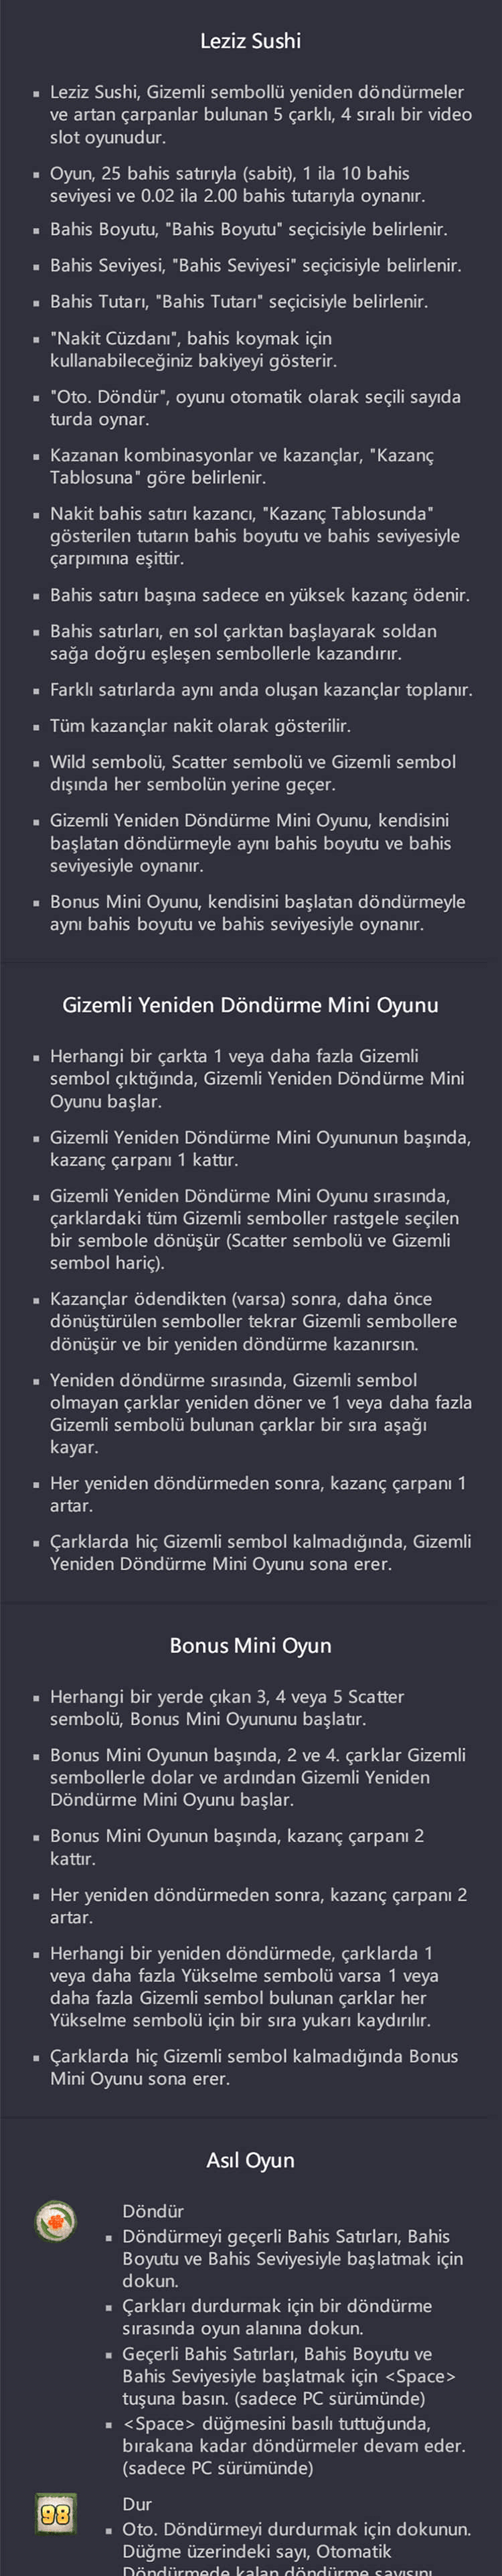 Leziz Sushi
▪ Leziz Sushi, Gizemli sembollü yeniden döndürmeler
ve artan çarpanlar bulunan 5 çarklı, 4 sıralı bir video
slot oyunudur.
▪ Oyun, 25 bahis satırıyla (sabit), 1 ila 10 bahis
seviyesi ve 0.02 ila 2.00 bahis tutarıyla oynanır.
▪ Bahis Boyutu, "Bahis Boyutu" seçicisiyle belirlenir.
▪ Bahis Seviyesi, "Bahis Seviyesi" seçicisiyle belirlenir.
▪ Bahis Tutarı, "Bahis Tutarı" seçicisiyle belirlenir.
▪ "Nakit Cüzdanı", bahis koymak için
kullanabileceğiniz bakiyeyi gösterir.
▪ "Oto. Döndür", oyunu otomatik olarak seçili sayıda
turda oynar.
▪ Kazanan kombinasyonlar ve kazançlar, "Kazanç
Tablosuna" göre belirlenir.
▪ Nakit bahis satırı kazancı, "Kazanç Tablosunda"
gösterilen tutarın bahis boyutu ve bahis seviyesiyle
çarpımına eşittir.
▪ Bahis satırı başına sadece en yüksek kazanç ödenir.
▪ Bahis satırları, en sol çarktan başlayarak soldan
sağa doğru eşleşen sembollerle kazandırır.
▪ Farklı satırlarda aynı anda oluşan kazançlar toplanır.
▪ Tüm kazançlar nakit olarak gösterilir.
▪ Wild sembolü, Scatter sembolü ve Gizemli sembol
dışında her sembolün yerine geçer.
▪ Gizemli Yeniden Döndürme Mini Oyunu, kendisini
başlatan döndürmeyle aynı bahis boyutu ve bahis
seviyesiyle oynanır.
▪ Bonus Mini Oyunu, kendisini başlatan döndürmeyle
aynı bahis boyutu ve bahis seviyesiyle oynanır.
Gizemli Yeniden Döndürme Mini Oyunu
▪ Herhangi bir çarkta 1 veya daha fazla Gizemli
sembol çıktığında, Gizemli Yeniden Döndürme Mini
Oyunu başlar.
▪ Gizemli Yeniden Döndürme Mini Oyununun başında,
kazanç çarpanı 1 kattır.
▪ Gizemli Yeniden Döndürme Mini Oyunu sırasında,
çarklardaki tüm Gizemli semboller rastgele seçilen
bir sembole dönüşür (Scatter sembolü ve Gizemli
sembol hariç).
▪ Kazançlar ödendikten (varsa) sonra, daha önce
dönüştürülen semboller tekrar Gizemli sembollere
dönüşür ve bir yeniden döndürme kazanırsın.
▪ Yeniden döndürme sırasında, Gizemli sembol
olmayan çarklar yeniden döner ve 1 veya daha fazla
Gizemli sembolü bulunan çarklar bir sıra aşağı
kayar.
▪ Her yeniden döndürmeden sonra, kazanç çarpanı 1
artar.
▪ Çarklarda hiç Gizemli sembol kalmadığında, Gizemli
Yeniden Döndürme Mini Oyunu sona erer.
Bonus Mini Oyun
▪ Herhangi bir yerde çıkan 3, 4 veya 5 Scatter
sembolü, Bonus Mini Oyununu başlatır.
▪ Bonus Mini Oyunun başında, 2 ve 4. çarklar Gizemli
sembollerle dolar ve ardından Gizemli Yeniden
Döndürme Mini Oyunu başlar.
▪ Bonus Mini Oyunun başında, kazanç çarpanı 2
kattır.
▪ Her yeniden döndürmeden sonra, kazanç çarpanı 2
artar.
▪ Herhangi bir yeniden döndürmede, çarklarda 1
veya daha fazla Yükselme sembolü varsa 1 veya
daha fazla Gizemli sembol bulunan çarklar her
Yükselme sembolü için bir sıra yukarı kaydırılır.
▪ Çarklarda hiç Gizemli sembol kalmadığında Bonus
Mini Oyunu sona erer.
Asıl Oyun
Döndür
▪ Döndürmeyi geçerli Bahis Satırları, Bahis
Boyutu ve Bahis Seviyesiyle başlatmak için
dokun.
▪ Çarkları durdurmak için bir döndürme
sırasında oyun alanına dokun.
▪ Geçerli Bahis Satırları, Bahis Boyutu ve
Bahis Seviyesiyle başlatmak için <Space>
tuşuna basın. (sadece PC sürümünde)
▪ <Space> düğmesini basılı tuttuğunda,
bırakana kadar döndürmeler devam eder.
(sadece PC sürümünde)
98
Dur
▪ Oto. Döndürmeyi durdurmak için dokunun.
Düğme üzerindeki sayı, Otomatik
Döndürmede kalan döndürme sayısını